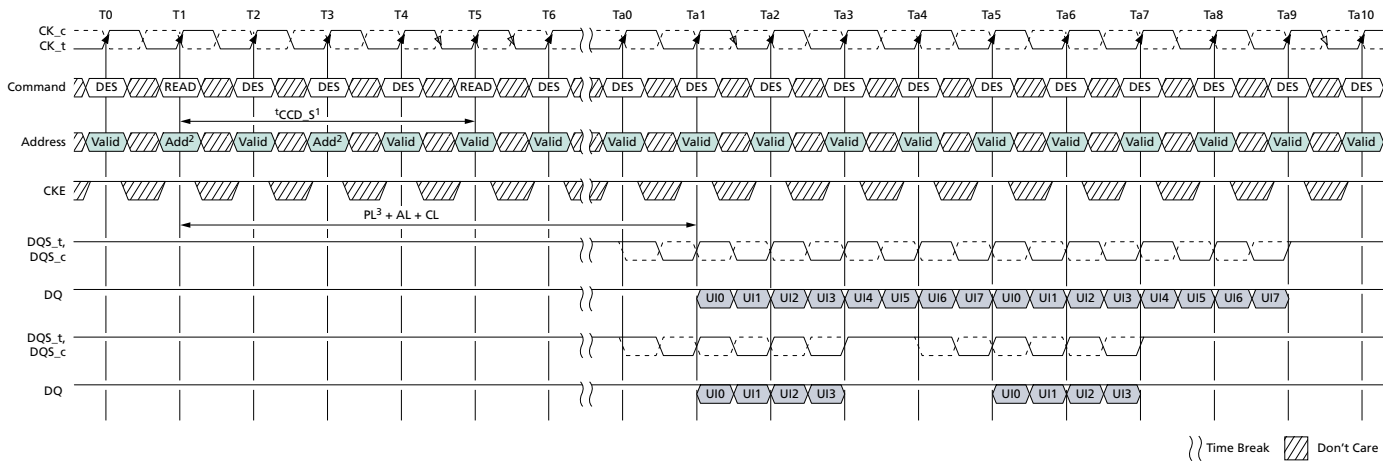 T0 T1 T2 T3 T4 T5 T6 Ta0 Ta1 Ta2 Ta3 Ta4 Ta5 Ta6 Ta7 Ta8 Ta9 Ta10
CK_c
CK_t
Command DES READ DES DES DES READ DES DES DES DES DES DES DES DES DES DES DES DES
tCCD_S1
Address Valid Add2 Valid Add2 Valid Valid Valid Valid Valid Valid Valid Valid Valid Valid Valid Valid Valid Valid
CKE
PL3 + AL + CL
DQS_t,
DQS_c
DQ UI0 UI1 UI2 UI3 UI4 UI5 UI6 UI7 UI0 UI1 UI2 UI3 UI4 UI5 UI6 UI7
DQS_t,
DQS_c
DQ UI0 UI1 UI2 UI3 UI0 UI1 UI2 UI3
Time Break Don't Care